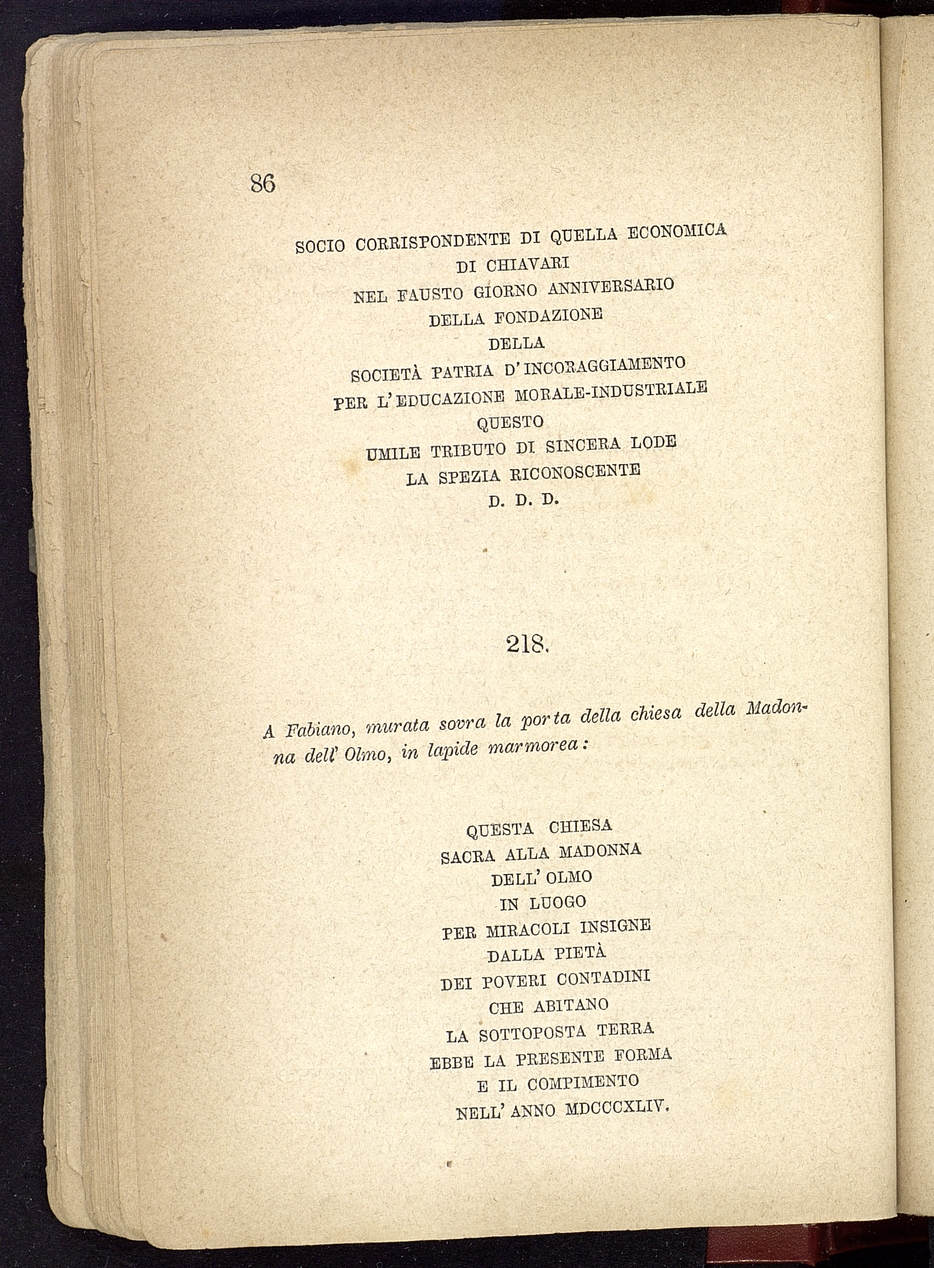 86
SOCIO CORRISPONDENTE DI QUELLA ECONOMICA
DI CHIAVARI
NEL FAUSTO GIORNO ANNIVERSARIO
DELLA FONDAZIONE
DELLA
SOCIETÀ PATRIA D'INCORAGGIAMENTO
PER L'EDUCAZIONE MORALE-INDUSTRIALE
QUESTO
UMILE TRIBUTO DI SINCERA LODE
LA SPEZIA RICONOSCENTE
D. D. D.
218.
A Fabiano, murata sovra la porta della chiesa della Madon-
na dell'Olmo, in lapide marmorea:
QUESTA CHIESA
SACRA ALLA MADONNA
DELL'OLMO
IN LUOGO
PER MIRACOLI INSIGNE
DALLA PIETÀ
DEI POVERI CONTADINI
CHE ABITANO
LA SOTTOPOSTA TERRA
EBBE LA PRESENTE FORMA
E IL COMPIMENTO
NELL'ANNO MDCCCXLIV.